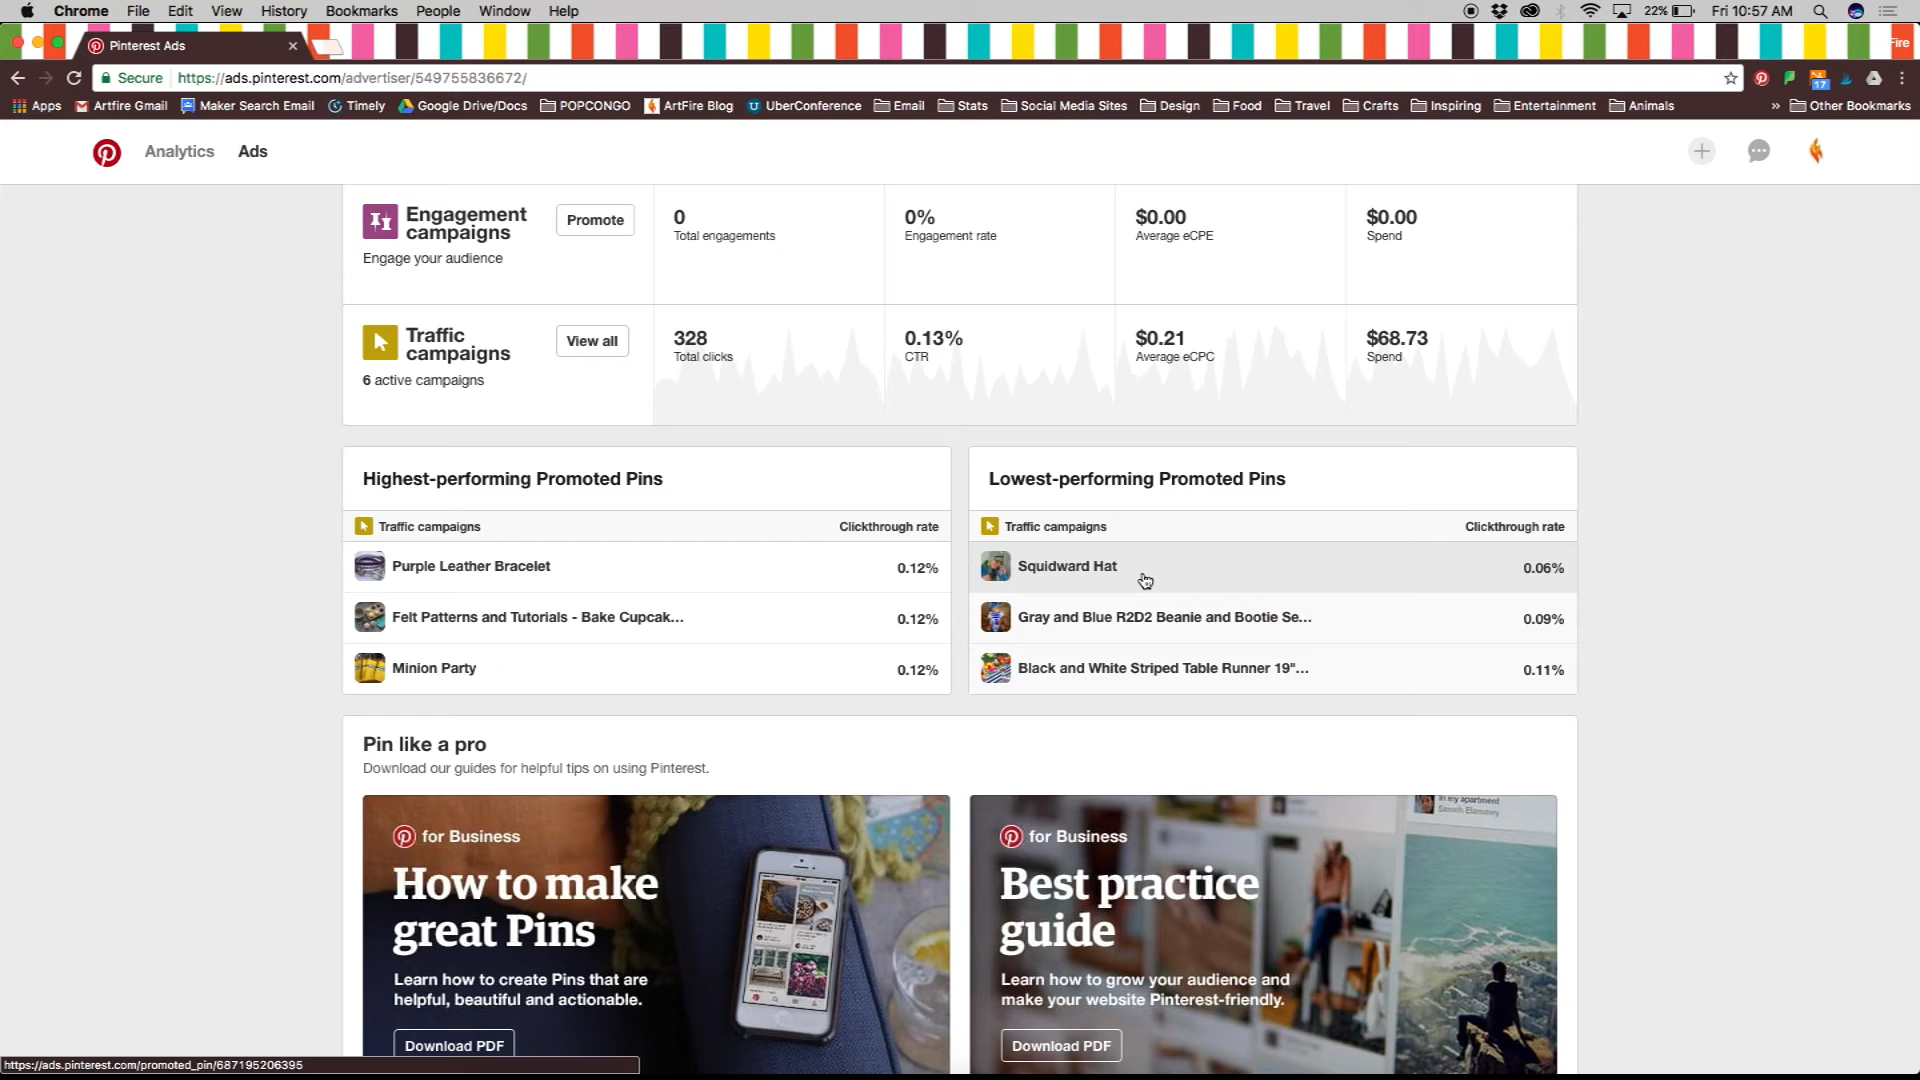 Chrome File Edit View History Bookmarks People Window Help 22% Fri 10:57 AM
Pinterest Ads
Fire
Secure https://ads.pinterest.com/advertiser/549755836672/
17
Apps Artfire Gmail Maker Search Email Timely Google Drive/Docs POPCONGO ArtFire Blog UberConference Email Stats Social Media Sites Design Food Travel Crafts Inspiring Entertainment Animals » Other Bookmarks
Analytics Ads
Engagement
campaigns
Promote
Engage your audience
0
Total engagements
0%
Engagement rate
$0.00
Average eCPE
$0.00
Spend
Traffic
campaigns
View all
6 active campaigns
328
Total clicks
0.13%
CTR
$0.21
Average eCPC
$68.73
Spend
Highest-performing Promoted Pins
Traffic campaigns Clickthrough rate
Purple Leather Bracelet 0.12%
Felt Patterns and Tutorials - Bake Cupcak... 0.12%
Minion Party 0.12%
Lowest-performing Promoted Pins
Traffic campaigns Clickthrough rate
Squidward Hat 0.06%
Gray and Blue R2D2 Beanie and Bootie Se... 0.09%
Black and White Striped Table Runner 19"... 0.11%
Pin like a pro
Download our guides for helpful tips on using Pinterest.
for Business
How to make
great Pins
Learn how to create Pins that are
helpful, beautiful and actionable.
Download PDF
in my apartment
for Business
Best practice
guide
Learn how to grow your audience and
make your website Pinterest-friendly.
Download PDF
https://ads.pinterest.com/promoted_pin/687195206395